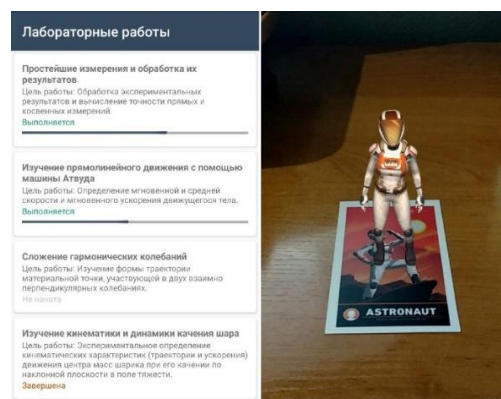 Лабораторные работы
Простейшие измерения и обработка их
результатов
Цель работы: Обработка экспериментальных
результатов и вычисление точности прямых и
косвенных измерений.
Выполняется
Изучение прямолинейного движения с помощью
машины Атвуда
Цель работы: Определение мгновенной и средней
скорости и мгновенного ускорения движущегося тела.
Выполняется
Сложение гармонических колебаний
Цель работы: Изучение формы траектории
материальной точки, участвующей в двух взаимно
перпендикулярных колебаниях.
Не начата
Изучение кинематики и динамики качения шара
Цель работы: Экспериментальное определение
кинематических характеристик (траектории и ускорения)
движения центра масс шарика при его качении по
наклонной плоскости в поле тяжести.
Завершена
ASTRONAUT